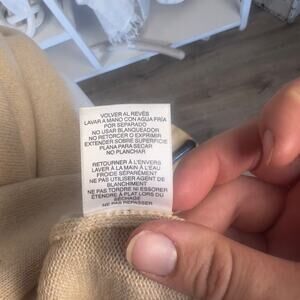 VOLVER AL REVÉS
LAVAR A MANO CON AGUA FRÍA
POR SEPARADO
NO USAR BLANQUEADOR
NO RETORCER O EXPRIMIR
EXTENDER SOBRE SUPERFICIE
PLANA PARA SECAR
NO PLANCHAR
RETOURNER À L'ENVERS
LAVER À LA MAIN À L'EAU
FROIDE SÉPARÉMENT
NE PAS UTILISER AGENT DE
BLANCHIMENT
NE PAS TORDRE NI ESSORER
ÉTENDRE À PLAT LORS DU
SÉCHAGE
NE PAS REPASSER